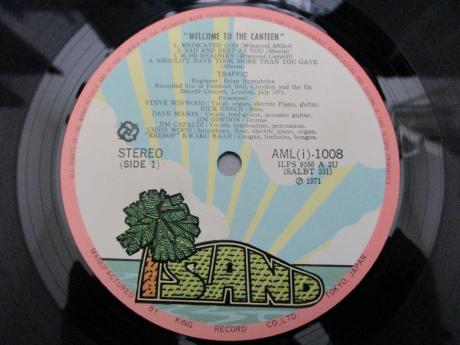 "WELCOME TO THE CANTEEN"
1. MEDICATED GOO (Winwood, Miller)
2. SAD AND DEEP AS YOU (Mason)
3. 40,000 HEADMEN (Winwood, Capaldi)
4. SHOULDN'T HAVE TOOK MORE THAN YOU GAVE
(Mason)
TRAFFIC
Engineer: Brian Humphries
Recorded live at Fairfield Hall, Croydon and the Oz
Benefit Concert, London, July 1971.
Personnel
STEVE WINWOOD: Vocal, organ, electric Piano, guitar.
RICK GRECH: Bass.
DAVE MASON: Vocals, lead guitar, acoustic guitar.
JIM GORDON: Drums.
JIM CAPALDI: Vocals, tambourine, percussion.
CHRIS WOOD: Saxophone, flute, electric piano, organ.
"REEBOP" KWAKU BAAH: Congas, timbales, bongos.
STEREO
(SIDE 1)
AML(i)-1008
ILPS 9166 A 2U
(SALBT 331)
℗ 1971
ISLAND
MANUFACTURED BY KING RECORD CO., LTD. TOKYO, JAPAN